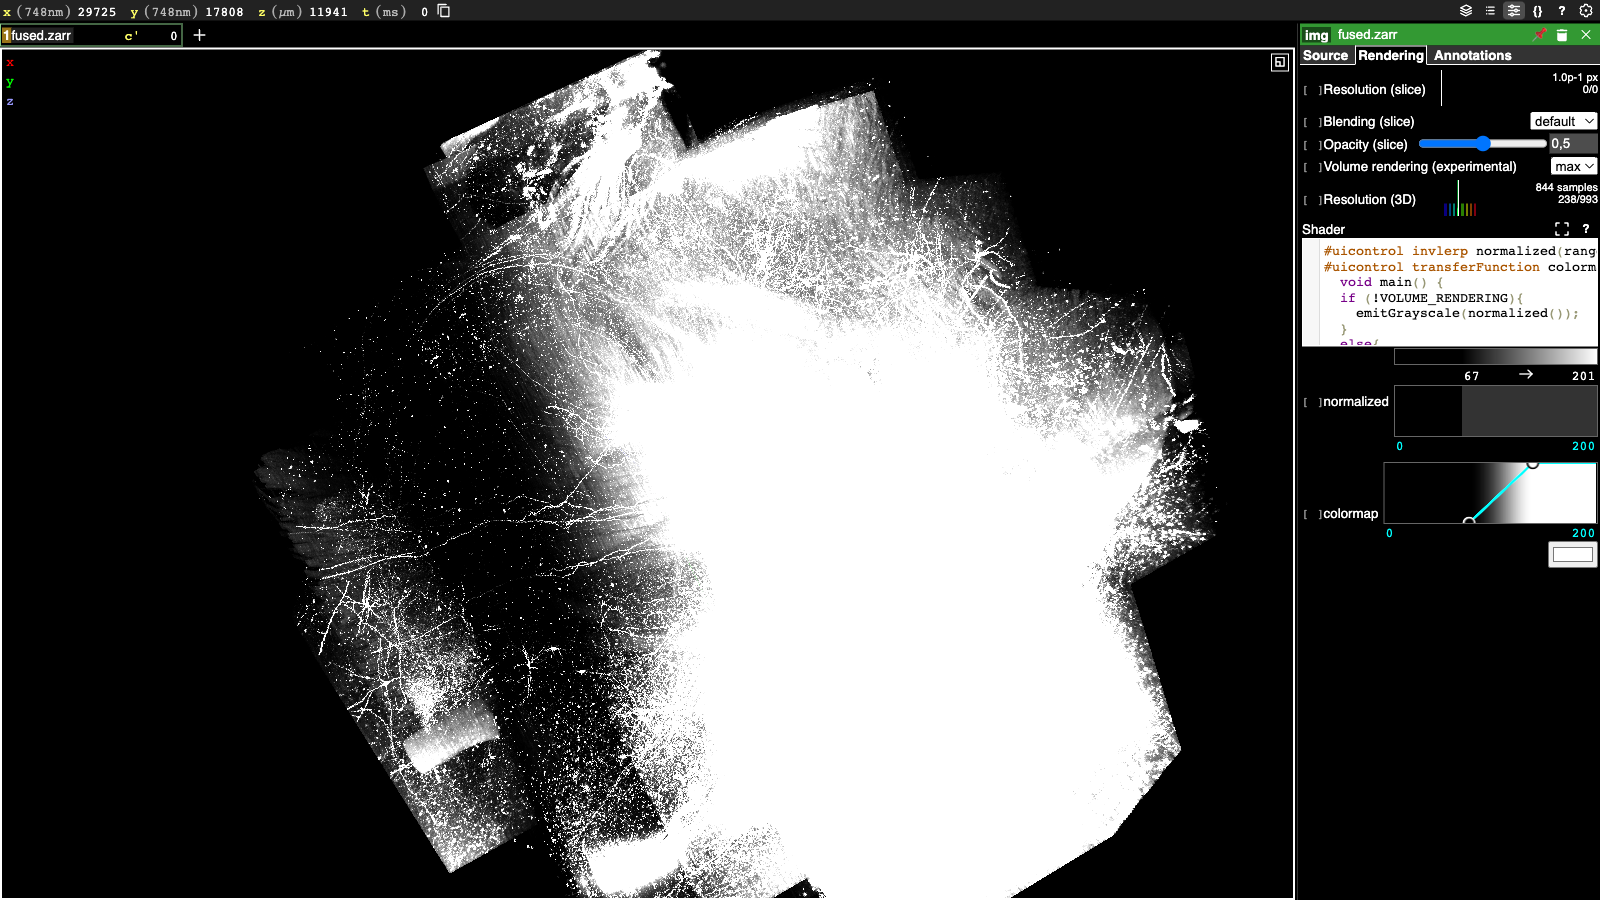 x (748nm) 29725 y (748nm) 17808 z (µm) 11941 t (ms) 0
{} ?
1 fused.zarr c' 0 +
x
y
z
img fused.zarr
Source Rendering Annotations
1.0p-1 px
[ ]Resolution (slice) 0/0
[ ]Blending (slice) default
[ ]Opacity (slice) 0,5
[ ]Volume rendering (experimental) max
844 samples
[ ]Resolution (3D) 238/993
Shader ?
#uicontrol invlerp normalized(rang
#uicontrol transferFunction colorm
void main() {
if (!VOLUME_RENDERING){
emitGrayscale(normalized());
}
else{
67 → 201
[ ]normalized
0 200
[ ]colormap
0 200